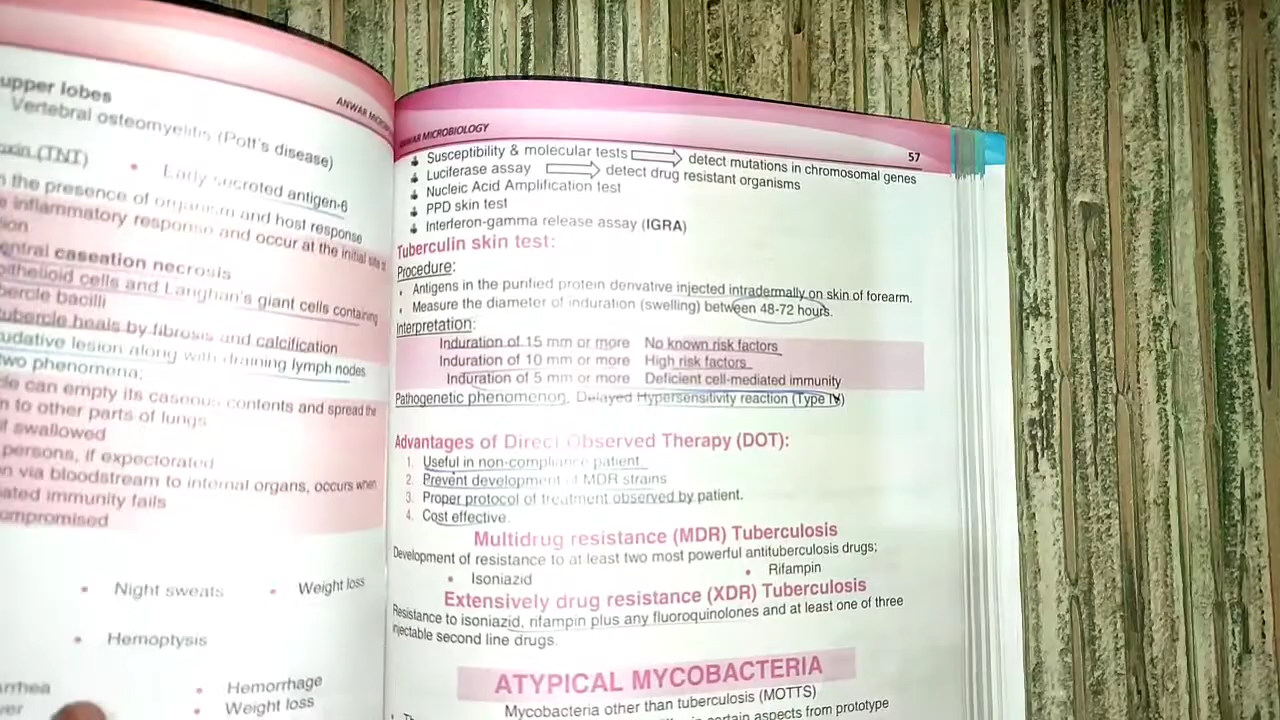 upper lobes
Vertebral osteomyelitis (Pott's disease)
(TNT)
• Early secreted antigen-6
the presence of organism and host response
inflammatory response and occur at the initial site
caseation necrosis
cells and Langhan's giant cells containing
bacilli
tubercle heals by fibrosis and calcification
lesion along with draining lymph nodes
two phenomena;
can empty its caseous contents and spread the
to other parts of lungs
swallowed
persons, if expectorated
via bloodstream to internal organs, occurs when
immunity fails
• Night sweats • Weight loss
• Hemoptysis
• Hemorrhage
• Weight loss
ANWAR MICROBIOLOGY 57
Susceptibility & molecular tests ⇨ detect mutations in chromosomal genes
Luciferase assay ⇨ detect drug resistant organisms
Nucleic Acid Amplification test
PPD skin test
Interferon-gamma release assay (IGRA)
Tuberculin skin test:
Procedure:
• Antigens in the purified protein derivative injected intradermally on skin of forearm.
• Measure the diameter of induration (swelling) between 48-72 hours.
Interpretation:
Induration of 15 mm or more No known risk factors
Induration of 10 mm or more High risk factors
Induration of 5 mm or more Deficient cell-mediated immunity
Pathogenetic phenomenon, Delayed Hypersensitivity reaction (Type IV)
Advantages of Direct Observed Therapy (DOT):
1. Useful in non-compliance patient.
2. Prevent development of MDR strains
3. Proper protocol of treatment observed by patient.
4. Cost effective.
Multidrug resistance (MDR) Tuberculosis
Development of resistance to at least two most powerful antituberculosis drugs;
• Isoniazid • Rifampin
Extensively drug resistance (XDR) Tuberculosis
Resistance to isoniazid, rifampin plus any fluoroquinolones and at least one of three
injectable second line drugs.
ATYPICAL MYCOBACTERIA
Mycobacteria other than tuberculosis (MOTTS)
certain aspects from prototype